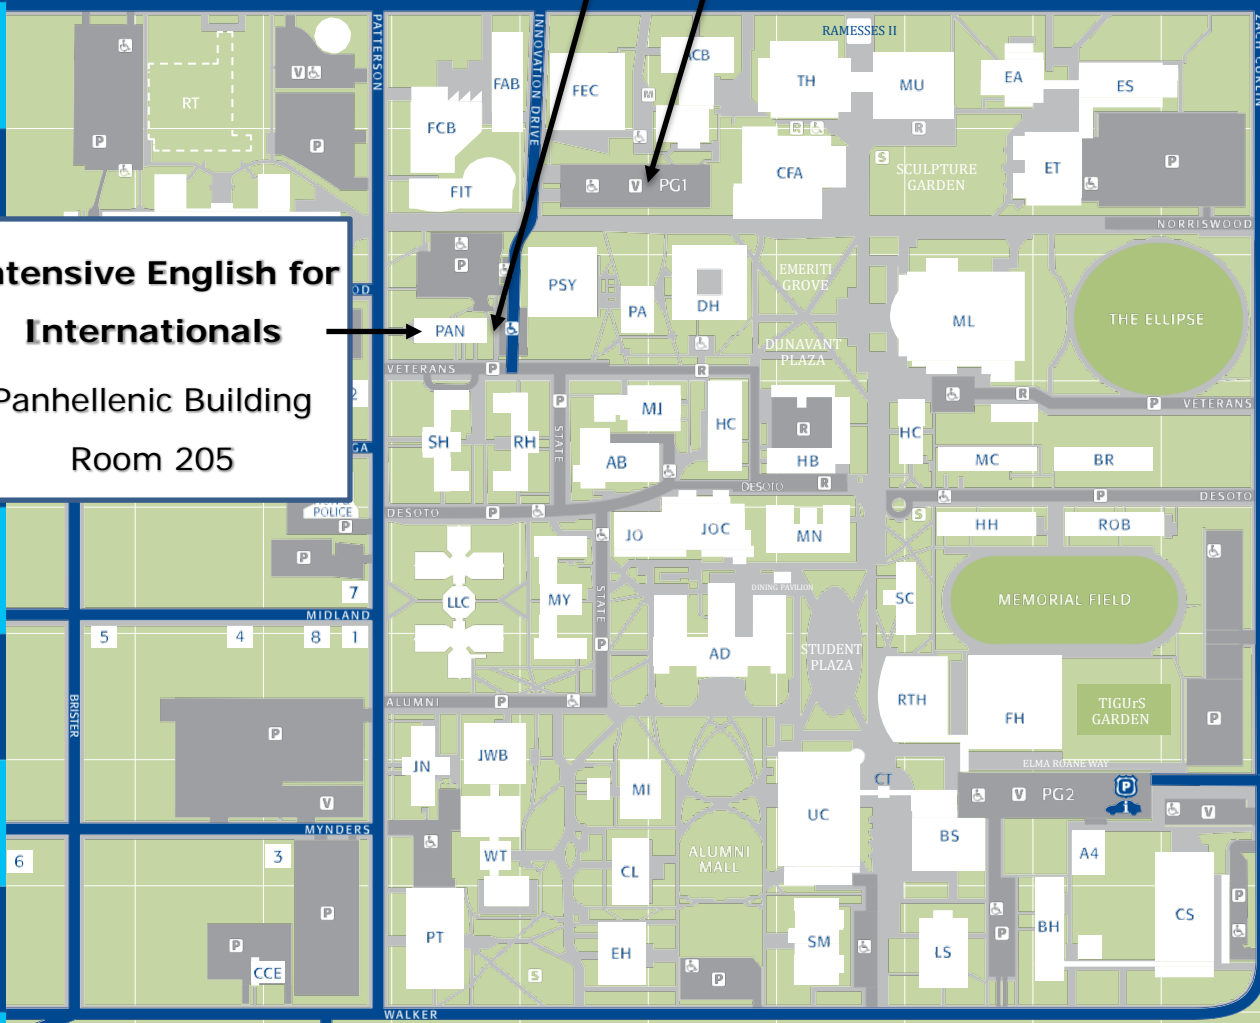 RAMESSES II
PATTERSON
INNOVATION DRIVE
RT
V
P
P
P
FAB
FCB
FIT
FEC
M
TH
MU
EA
ES
R
R
CFA
S
SCULPTURE
GARDEN
ET
P
V PG1
NORRISWOOD
Internationals
Panhellenic Building
Room 205
English for
P
PAN
PSY
PA
DH
EMERITI
GROVE
DUNAVANT
PLAZA
ML
THE ELLIPSE
VETERANS
P
R
R
P
VETERANS
SH
RH
P
STATE
MJ
AB
HC
R
HB
HC
MC
BR
DESOTO
P
DESOTO
R
P
DESOTO
POLICE
P
P
7
MIDLAND
JO
JOC
MN
S
HH
ROB
LLC
MY
STATE
P
DINING PAVILION
AD
STUDENT
PLAZA
SC
MEMORIAL FIELD
5
4
8
1
BRISTER
P
V
MYNDERS
ALUMNI
P
RTH
FH
TIGUrS
GARDEN
P
ELMA ROANE WAY
JN
JWB
MI
UC
CT
V PG2
P
i
V
BS
A4
6
3
WT
CL
ALUMNI
MALL
P
P
CCE
PT
EH
S
P
SM
LS
P
BH
CS
P
WALKER